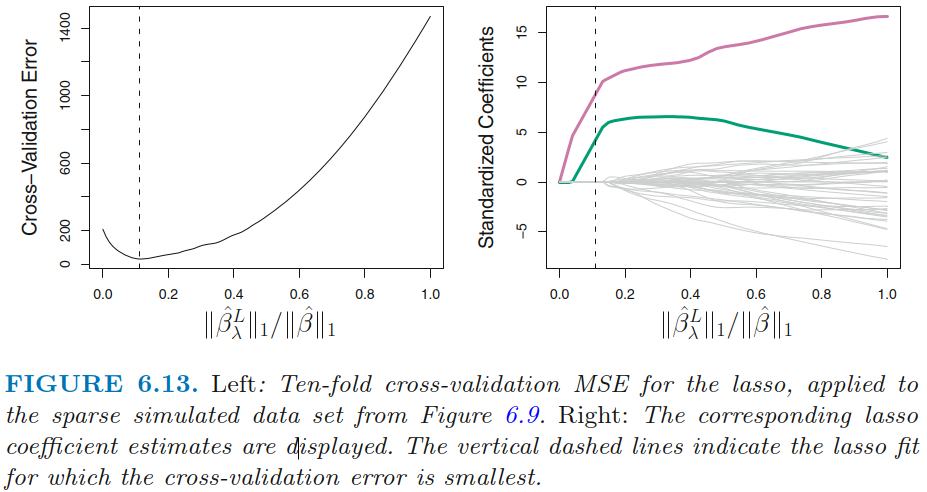 Cross−Validation Error
0 200 600 1000 1400
0.0 0.2 0.4 0.6 0.8 1.0
‖β̂λᴸ‖₁/‖β̂‖₁
Standardized Coefficients
−5 0 5 10 15
0.0 0.2 0.4 0.6 0.8 1.0
‖β̂λᴸ‖₁/‖β̂‖₁
FIGURE 6.13. Left: Ten-fold cross-validation MSE for the lasso, applied to
the sparse simulated data set from Figure 6.9. Right: The corresponding lasso
coefficient estimates are displayed. The vertical dashed lines indicate the lasso fit
for which the cross-validation error is smallest.